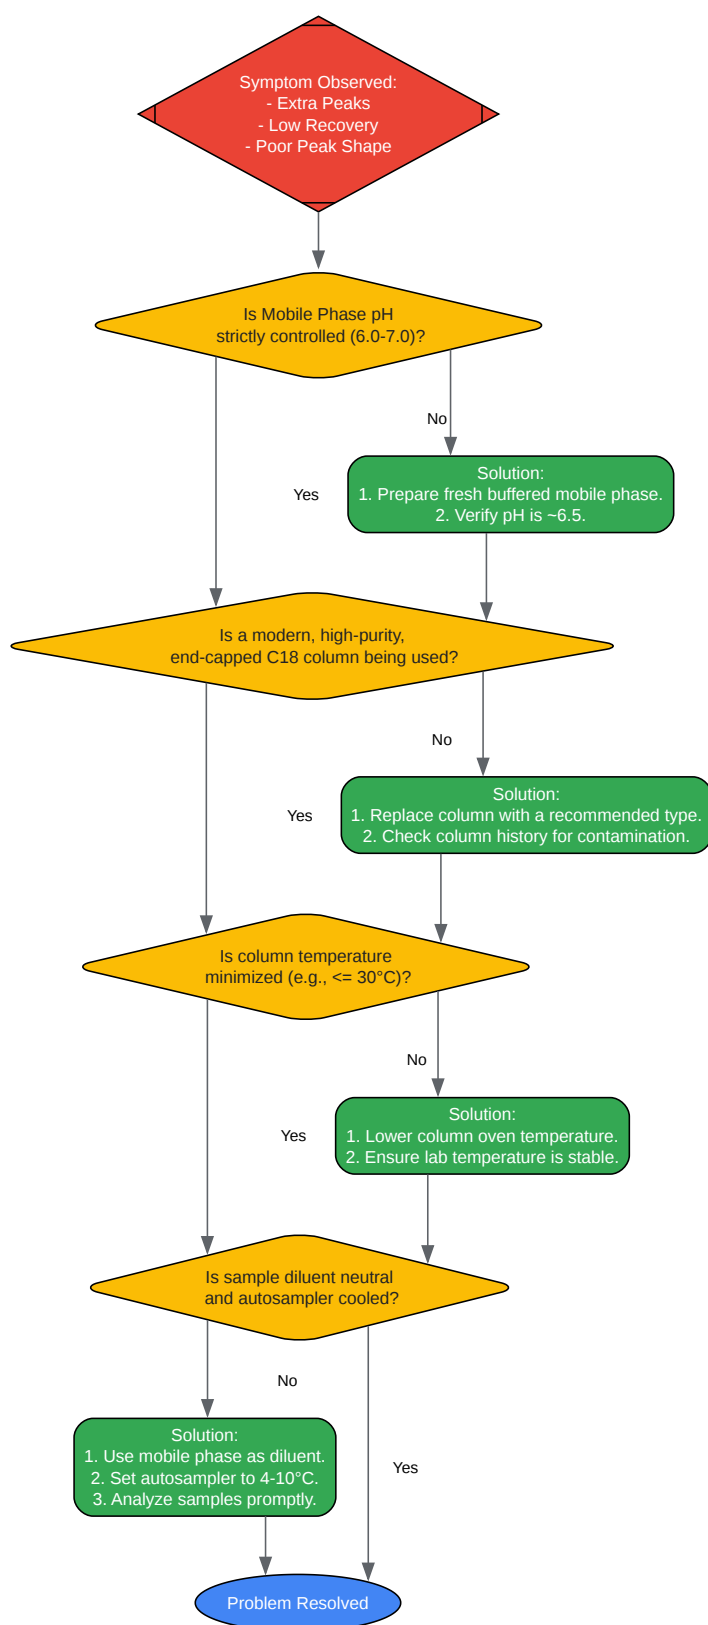 Symptom Observed:
- Extra Peaks
- Low Recovery
- Poor Peak Shape
Is Mobile Phase pH
strictly controlled (6.0-7.0)?
No
Yes
Solution:
1. Prepare fresh buffered mobile phase.
2. Verify pH is ~6.5.
Is a modern, high-purity,
end-capped C18 column being used?
No
Yes
Solution:
1. Replace column with a recommended type.
2. Check column history for contamination.
Is column temperature
minimized (e.g., <= 30°C)?
No
Yes
Solution:
1. Lower column oven temperature.
2. Ensure lab temperature is stable.
Is sample diluent neutral
and autosampler cooled?
No
Yes
Solution:
1. Use mobile phase as diluent.
2. Set autosampler to 4-10°C.
3. Analyze samples promptly.
Problem Resolved